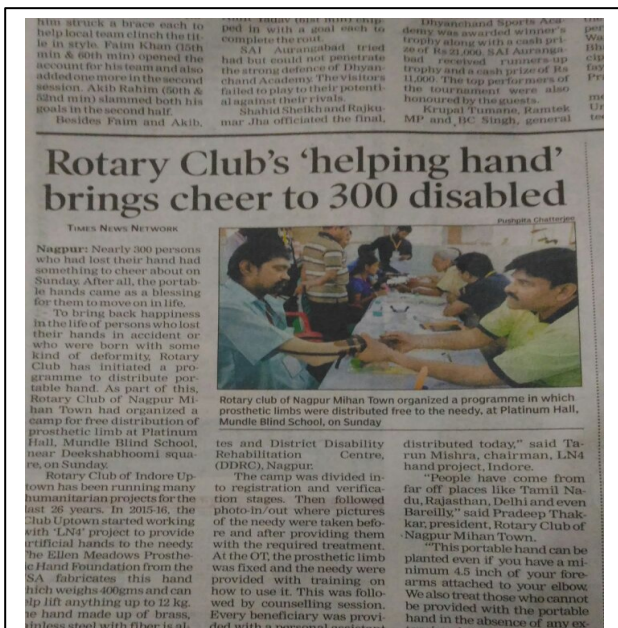 him struck a brace each to
help local team clinch the tit-
le in style. Faim Khan (15th
min & 60th min) opened the
account for his team and also
added one more in the second
session. Akib Rahim (50th &
52nd min) slammed both his
goals in the second half.
Besides Faim and Akib,
ped in with a goal each to
complete the rout.
SAI Aurangabad tried
hard but could not penetrate
the strong defence of Dhyan-
chand Academy. The visitors
failed to play to their potenti-
al against their rivals.
Shahid Sheikh and Rajku-
mar Jha officiated the final,
Dhyanchand Sports Aca-
demy was awarded winner's
trophy along with a cash pri-
ze of Rs 21,000. SAI Auranga-
bad received runners-up
trophy and a cash prize of Rs
11,000. The top performers of
the tournament were also
honoured by the guests.
Krupal Tumane, Ramtek
MP and BC Singh, general
Rotary Club's 'helping hand'
brings cheer to 300 disabled
TIMES NEWS NETWORK
Pushpita Chatterjee
Nagpur: Nearly 300 persons
who had lost their hand had
something to cheer about on
Sunday. After all, the portab-
le hands came as a blessing
for them to move on in life.
To bring back happiness
in the life of persons who lost
their hands in accident or
who were born with some
kind of deformity, Rotary
Club has initiated a pro-
gramme to distribute por-
table hand. As part of this,
Rotary Club of Nagpur Mi-
han Town had organized a
camp for free distribution of
prosthetic limb at Platinum
Hall, Mundle Blind School,
near Deekshabhoomi squa-
re, on Sunday.
Rotary Club of Indore Up-
town has been running many
humanitarian projects for the
last 26 years. In 2015-16, the
Club Uptown started working
with 'LN4' project to provide
artificial hands to the needy.
The Ellen Meadows Prosthe-
ic Hand Foundation from the
SA fabricates this hand
hich weighs 400gms and can
lp lift anything up to 12 kg.
he hand made up of brass,
inless steel with fiber is al-
Rotary club of Nagpur Mihan Town organized a programme in which
prosthetic limbs were distributed free to the needy, at Platinum Hall,
Mundle Blind School, on Sunday
tes and District Disability
Rehabilitation Centre,
(DDRC), Nagpur.
The camp was divided in-
to registration and verifica-
tion stages. Then followed
photo-in/out where pictures
of the needy were taken befo-
re and after providing them
with the required treatment.
At the OT, the prosthetic limb
was fixed and the needy were
provided with training on
how to use it. This was follo-
wed by counselling session.
Every beneficiary was provi-
ded with a personal assistant
distributed today," said Ta-
run Mishra, chairman, LN4
hand project, Indore.
"People have come from
far off places like Tamil Na-
du, Rajasthan, Delhi and even
Bareilly," said Pradeep Thak-
kar, president, Rotary Club of
Nagpur Mihan Town.
"This portable hand can be
planted even if you have a mi-
nimum 4.5 inch of your fore-
arms attached to your elbow.
We also treat those who cannot
be provided with the portable
hand in the absence of any ex-